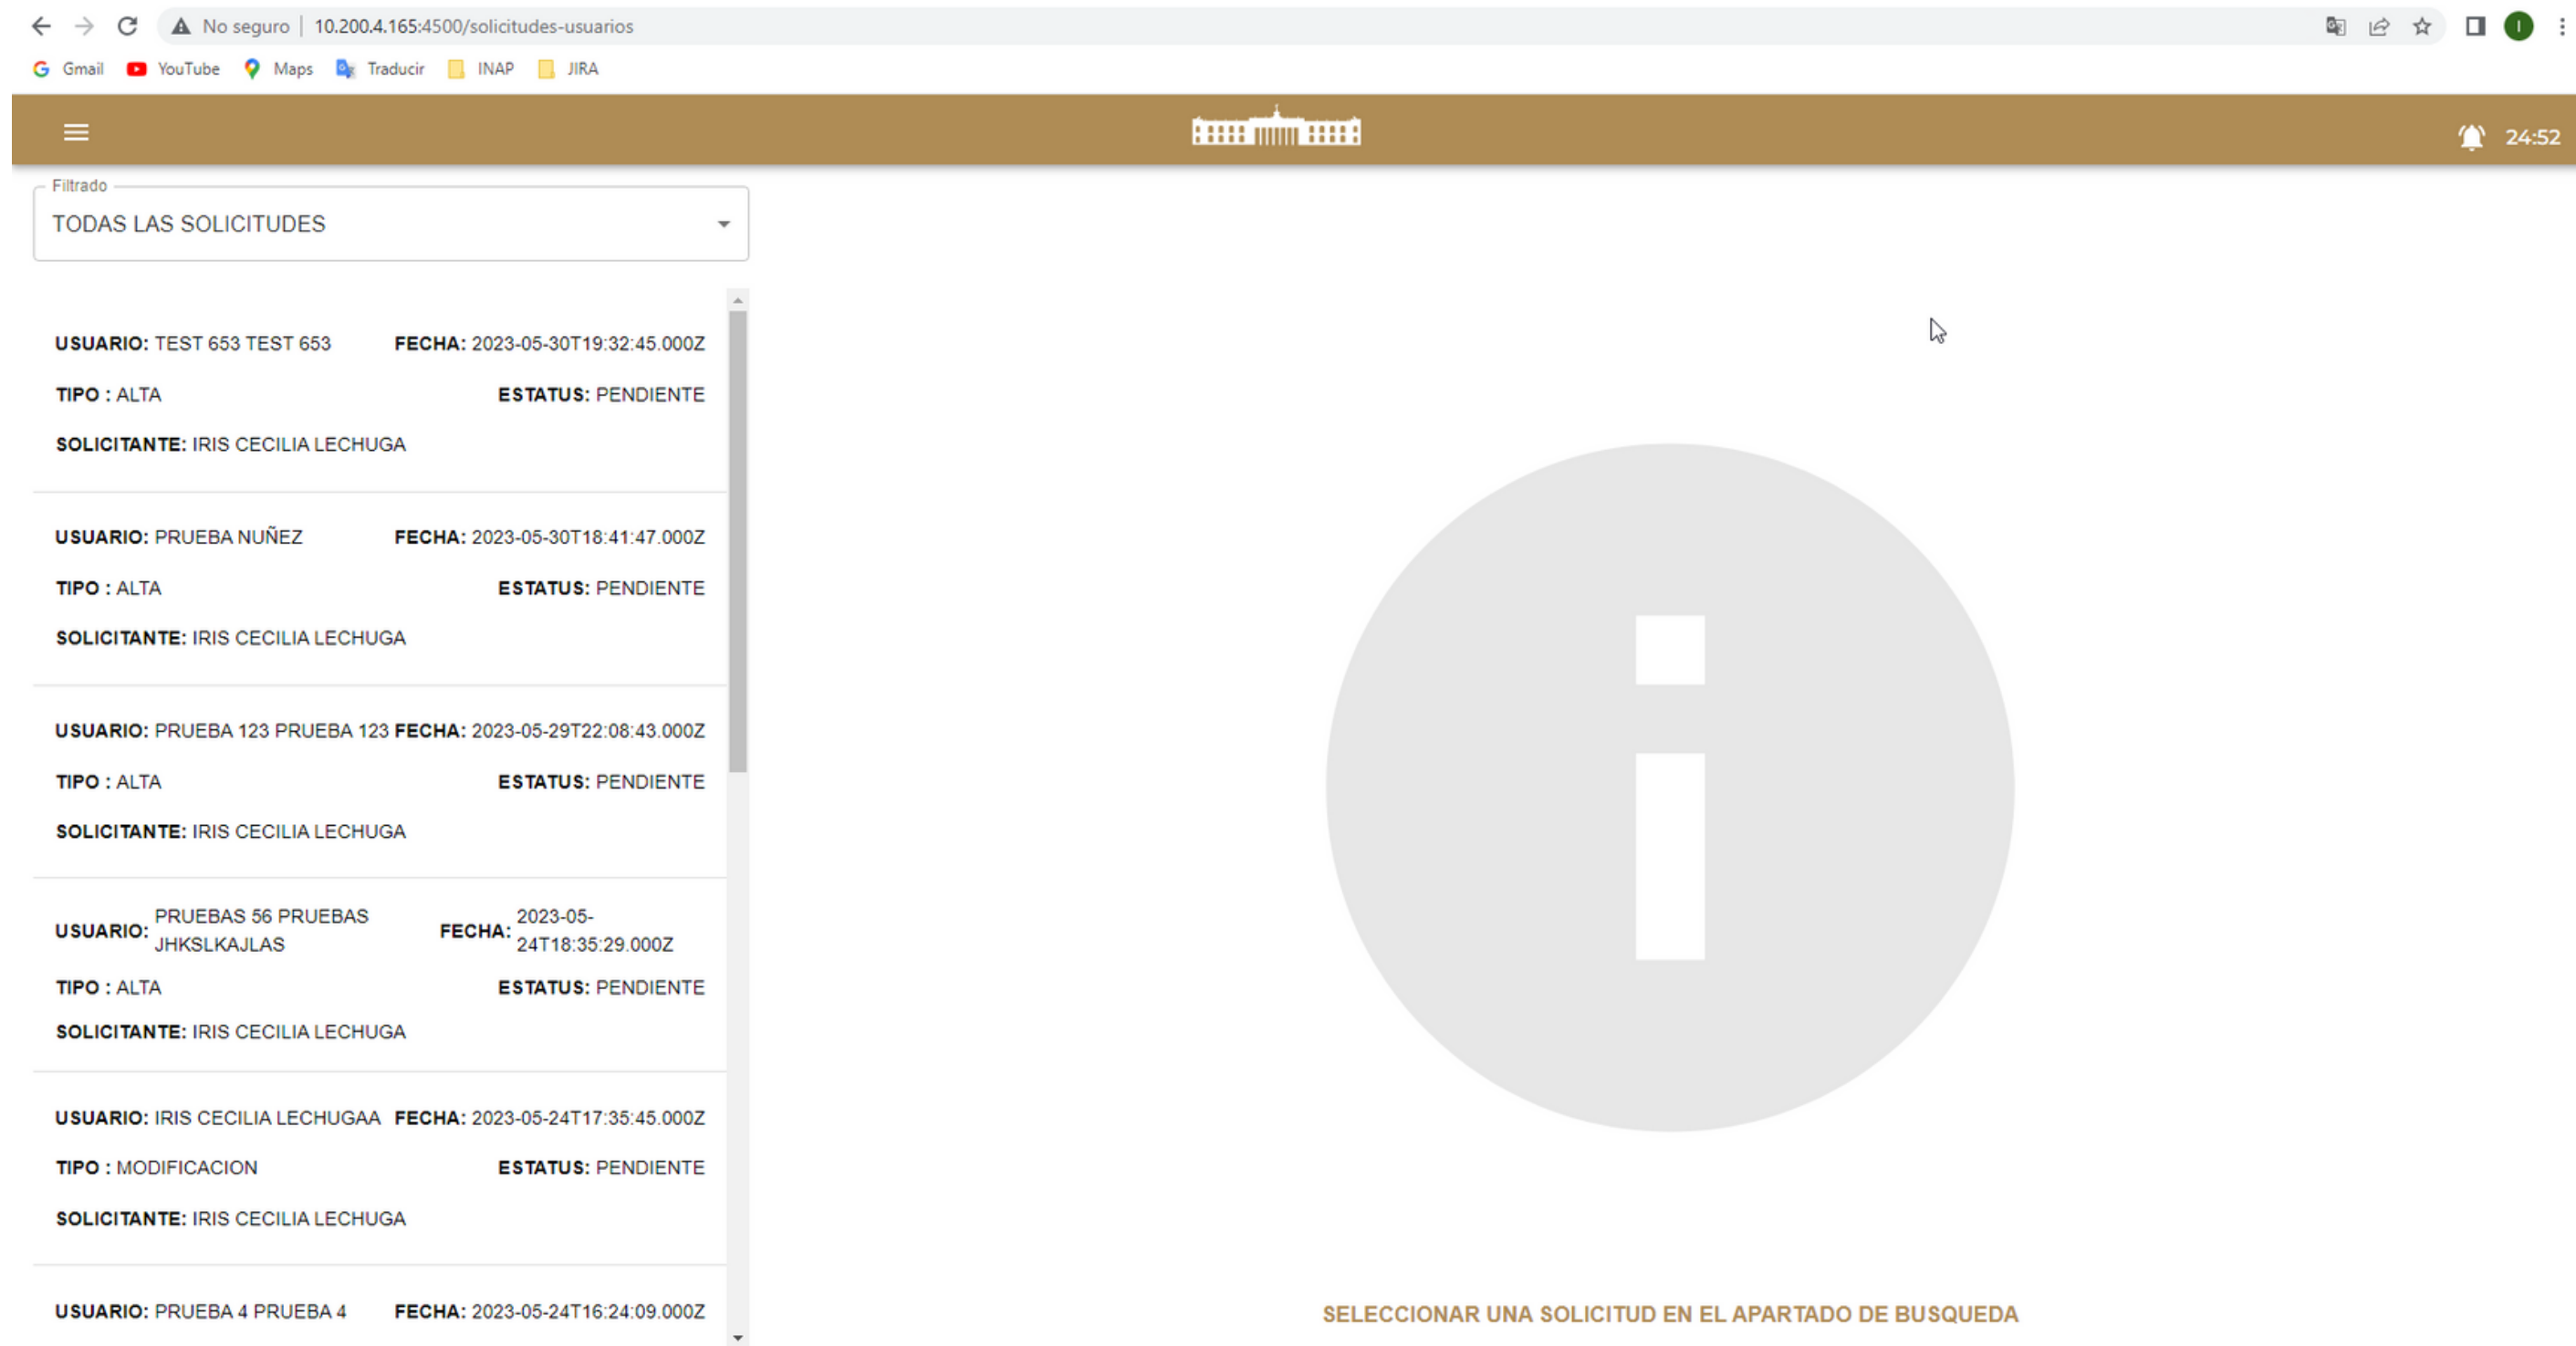 No seguro | 10.200.4.165:4500/solicitudes-usuarios
I
Gmail YouTube Maps Traducir INAP JIRA
24:52
Filtrado
TODAS LAS SOLICITUDES
USUARIO: TEST 653 TEST 653 FECHA: 2023-05-30T19:32:45.000Z
TIPO : ALTA ESTATUS: PENDIENTE
SOLICITANTE: IRIS CECILIA LECHUGA
USUARIO: PRUEBA NUÑEZ FECHA: 2023-05-30T18:41:47.000Z
TIPO : ALTA ESTATUS: PENDIENTE
SOLICITANTE: IRIS CECILIA LECHUGA
USUARIO: PRUEBA 123 PRUEBA 123 FECHA: 2023-05-29T22:08:43.000Z
TIPO : ALTA ESTATUS: PENDIENTE
SOLICITANTE: IRIS CECILIA LECHUGA
USUARIO: PRUEBAS 56 PRUEBAS
JHKSLKAJLAS
FECHA: 2023-05-
24T18:35:29.000Z
TIPO : ALTA ESTATUS: PENDIENTE
SOLICITANTE: IRIS CECILIA LECHUGA
USUARIO: IRIS CECILIA LECHUGAA FECHA: 2023-05-24T17:35:45.000Z
TIPO : MODIFICACION ESTATUS: PENDIENTE
SOLICITANTE: IRIS CECILIA LECHUGA
USUARIO: PRUEBA 4 PRUEBA 4 FECHA: 2023-05-24T16:24:09.000Z
SELECCIONAR UNA SOLICITUD EN EL APARTADO DE BUSQUEDA